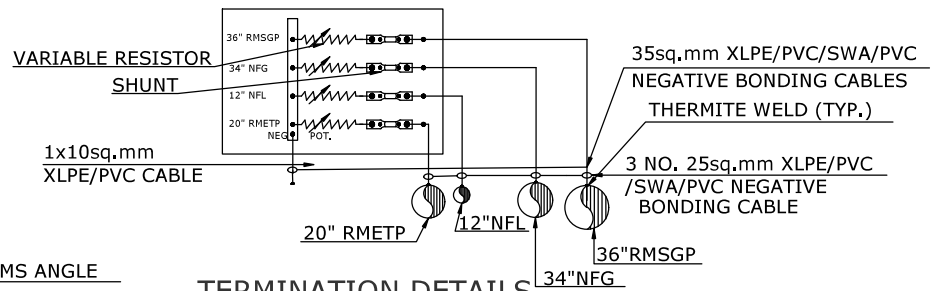 36" RMSGP
VARIABLE RESISTOR
34" NFG
SHUNT
12" NFL
20" RMETP
NEG
POT.
35sq.mm XLPE/PVC/SWA/PVC
NEGATIVE BONDING CABLES
THERMITE WELD (TYP.)
1x10sq.mm
XLPE/PVC CABLE
3 NO. 25sq.mm XLPE/PVC
/SWA/PVC NEGATIVE
BONDING CABLE
20" RMETP
12"NFL
36"RMSGP
34"NFG
MS ANGLE
TERMINATION DETAILS